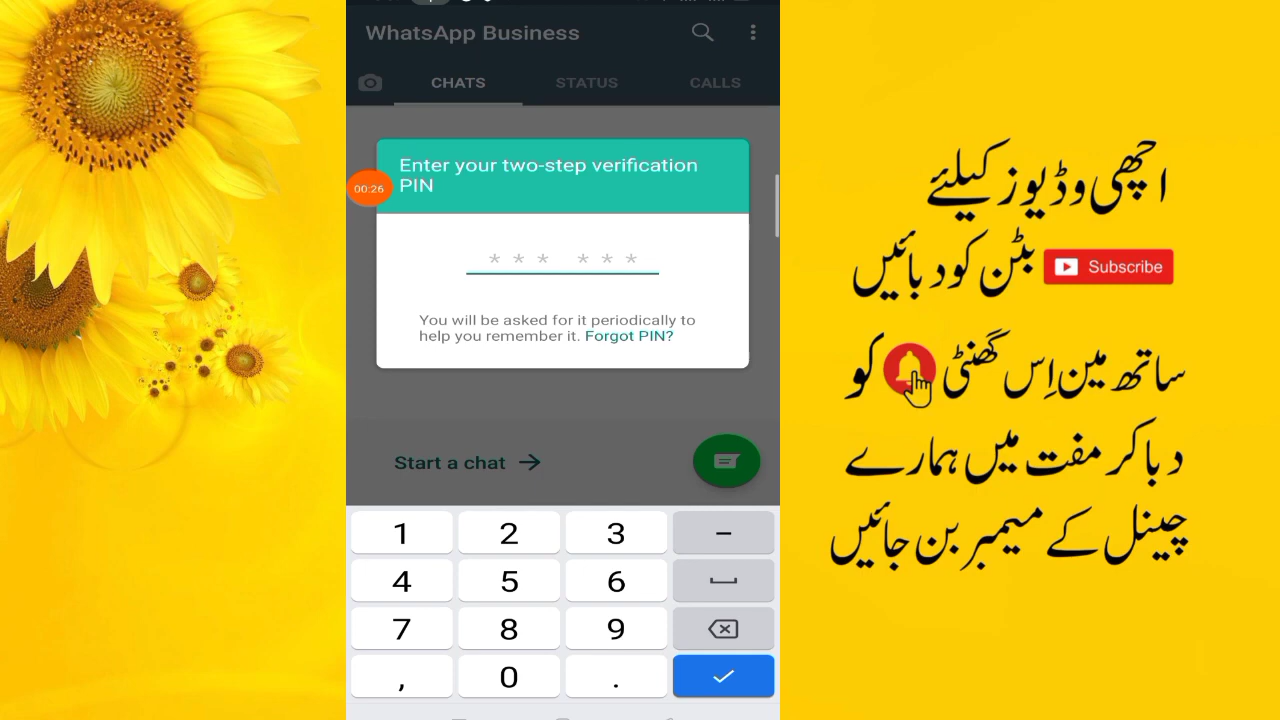 WhatsApp Business
CHATS STATUS CALLS
Enter your two-step verification
PIN
00:26
* * * * * *
You will be asked for it periodically to
help you remember it. Forgot PIN?
Start a chat →
1 2 3 –
4 5 6
7 8 9
, 0 .
اچھی وڈیوز کیلئے
Subscribe بٹن کو دبائیں
ساتھ مین اِس گھنٹی کو
دبا کر مفت میں ہمارے
چینل کے میمبر بن جائیں